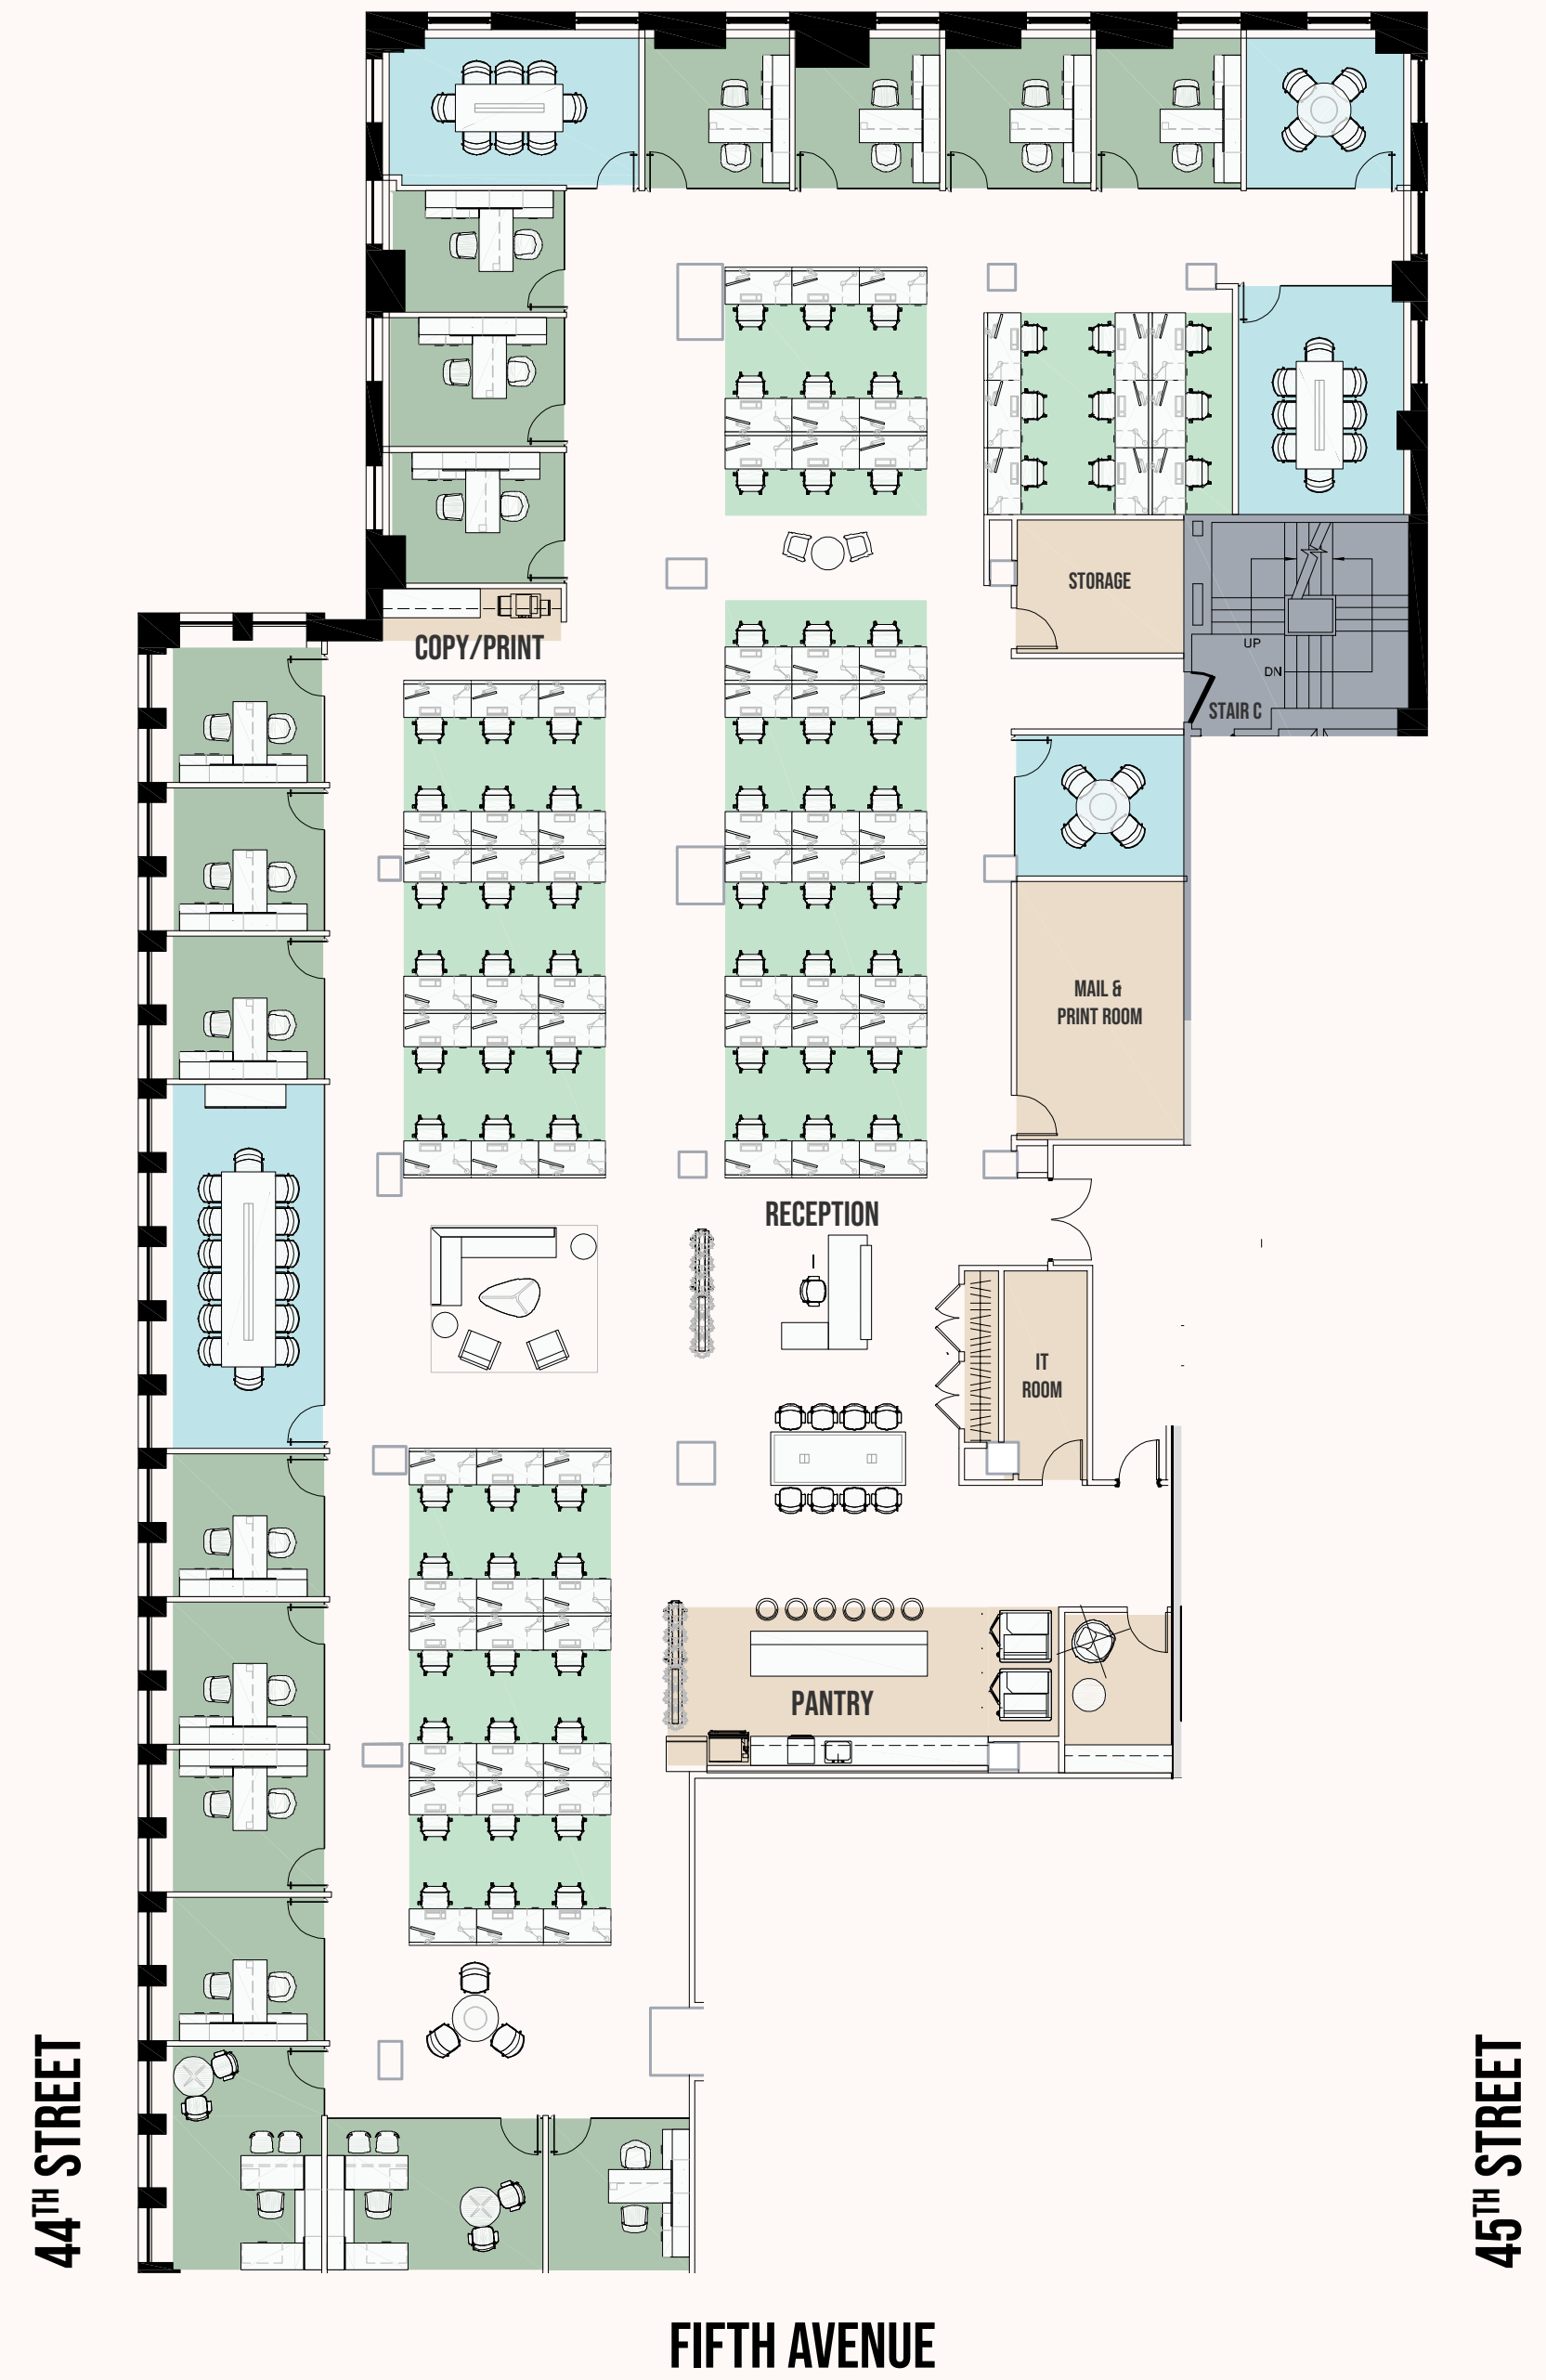 STORAGE
UP
DN
COPY/PRINT
STAIR C
MAIL &
PRINT ROOM
RECEPTION
IT
ROOM
PANTRY
44TH STREET
45TH STREET
FIFTH AVENUE